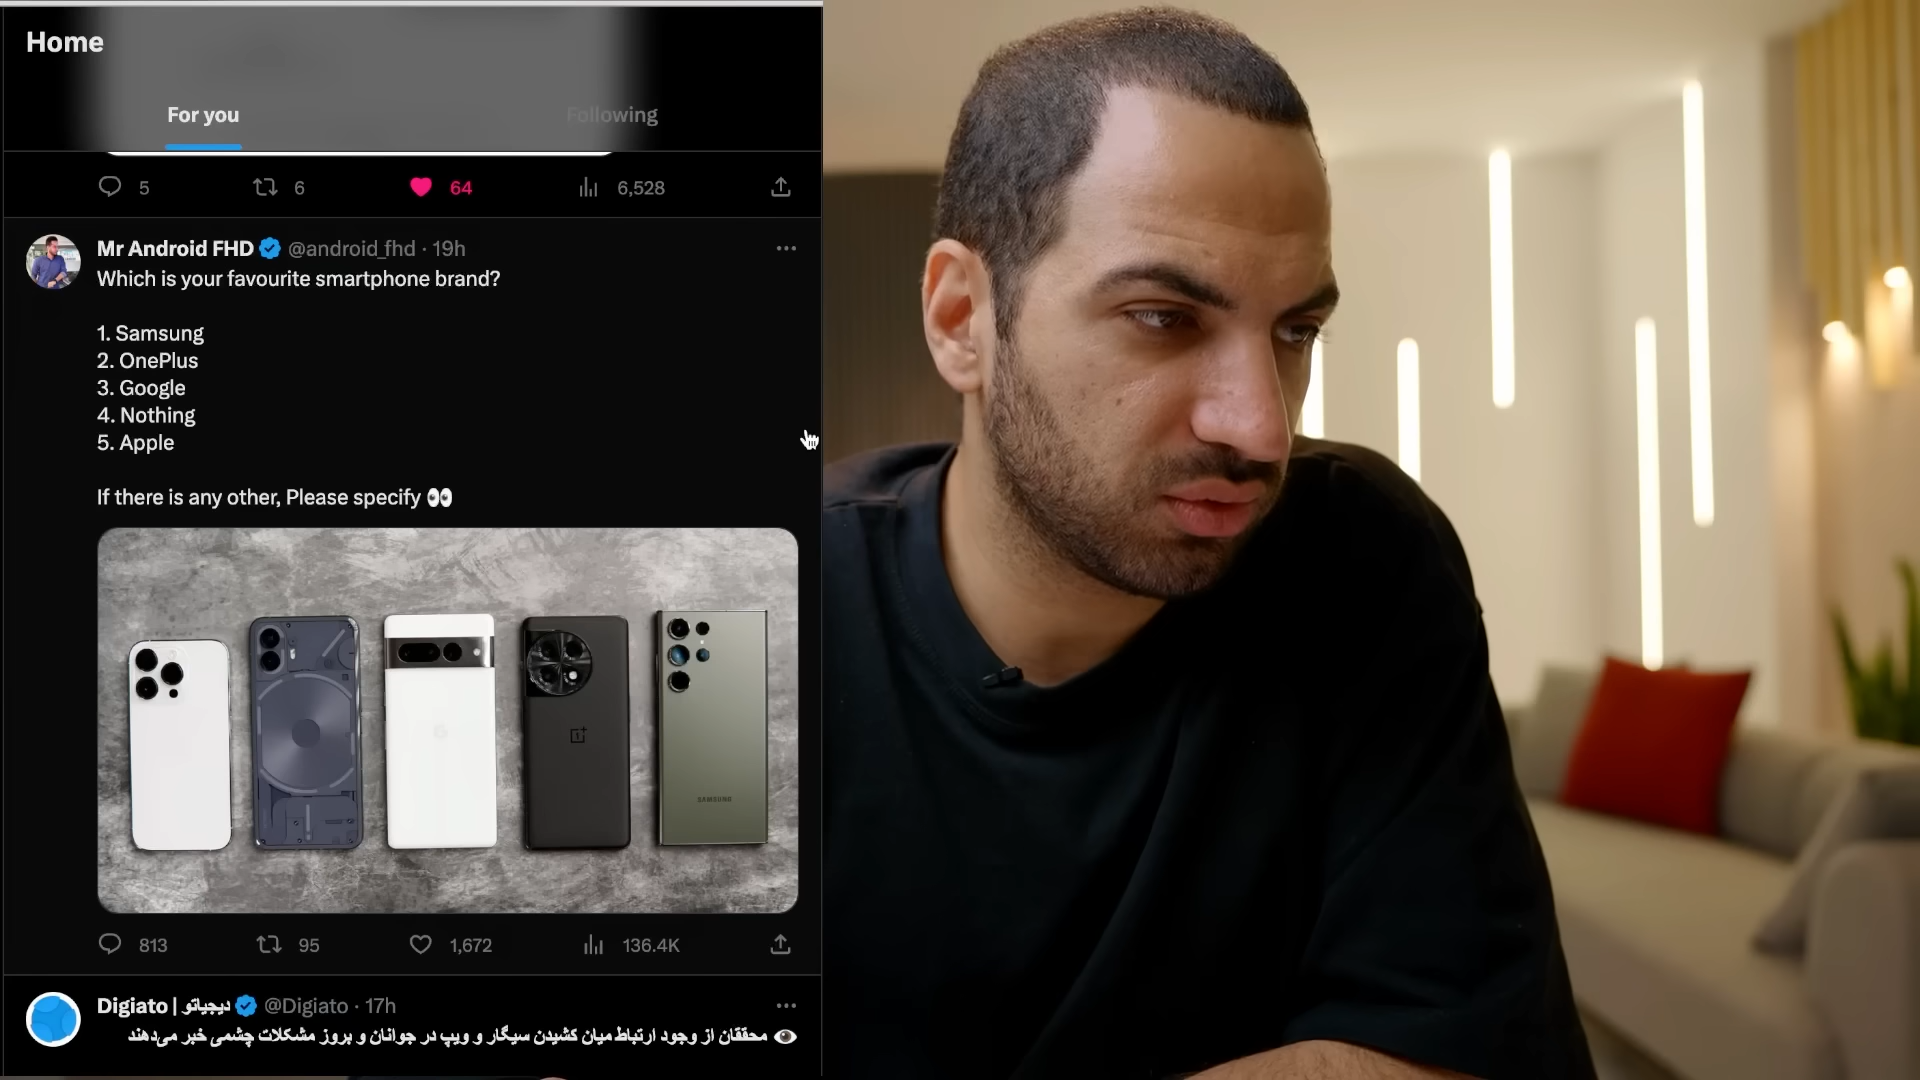 Home
For you
Following
5 6 64 6,528
Mr Android FHD @android_fhd · 19h
Which is your favourite smartphone brand?
1. Samsung
2. OnePlus
3. Google
4. Nothing
5. Apple
If there is any other, Please specify 👀
SAMSUNG
813 95 1,672 136.4K
Digiato | دیجیاتو @Digiato · 17h
👁 محققان از وجود ارتباط میان کشیدن سیگار و ویپ در جوانان و بروز مشکلات چشمی خبر می‌دهند